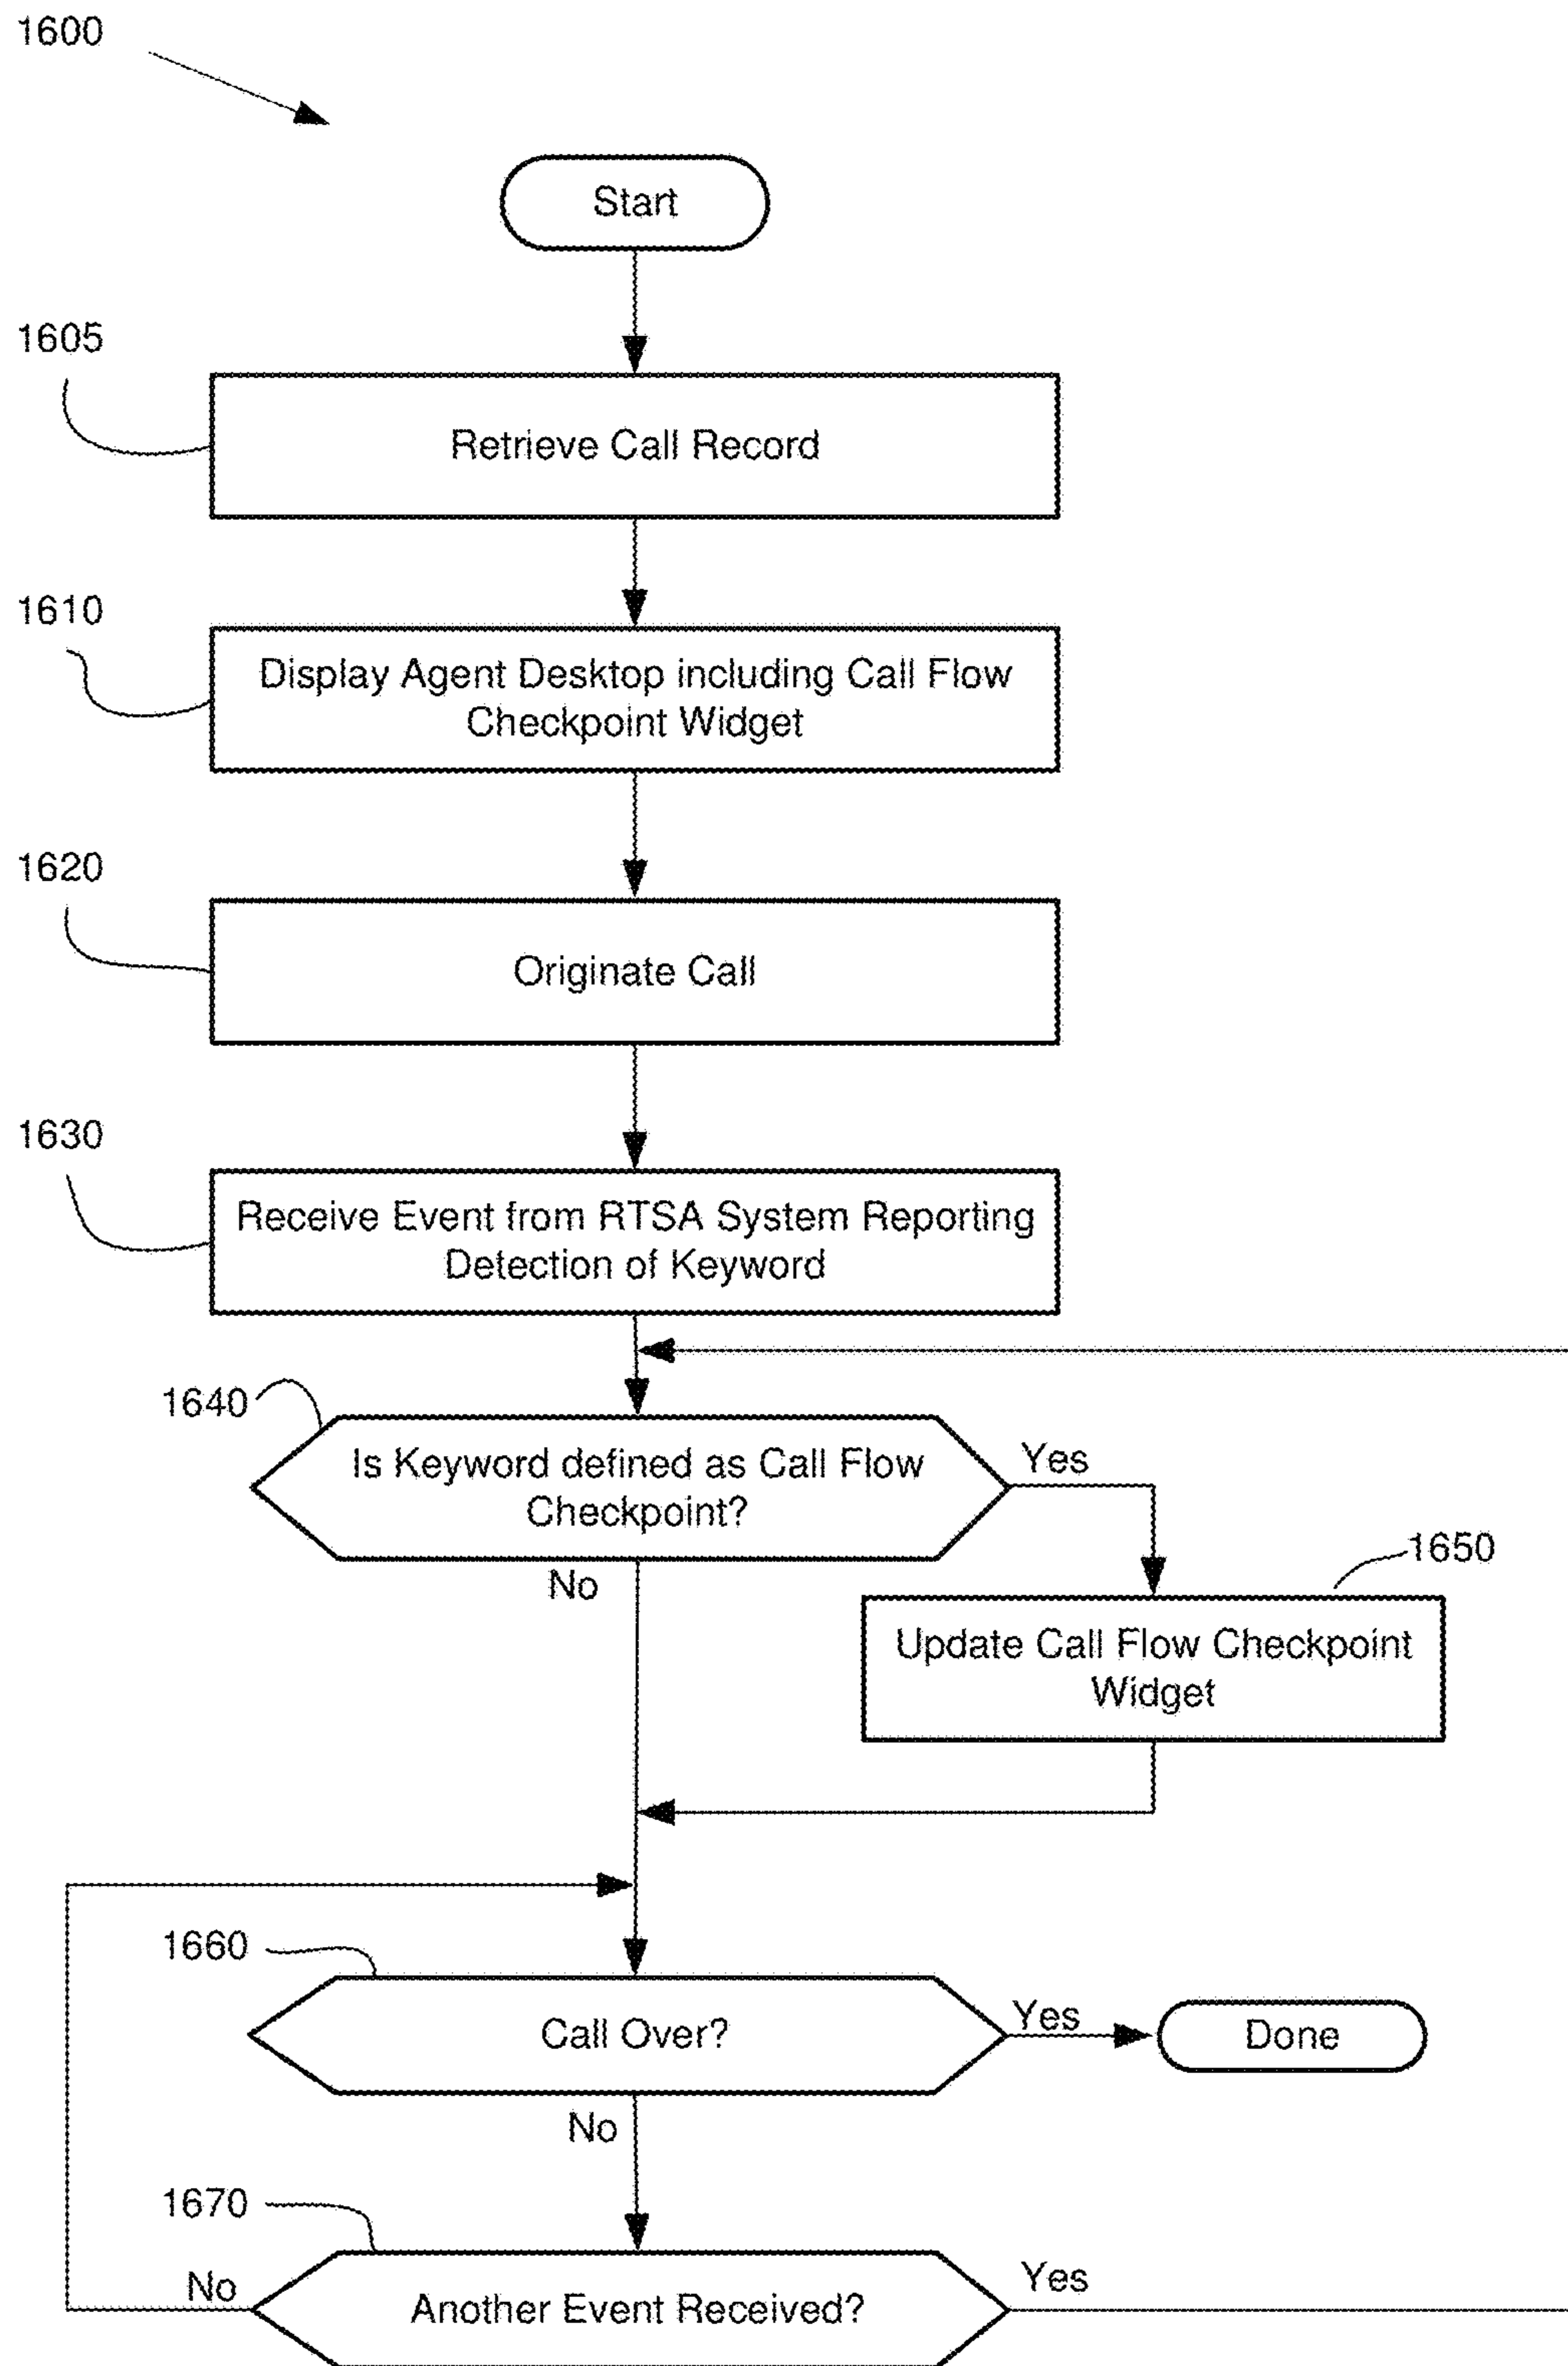 1600
Start
1605
Retrieve Call Record
1610
Display Agent Desktop including Call Flow
Checkpoint Widget
1620
Originate Call
1630
Receive Event from RTSA System Reporting
Detection of Keyword
1640
Is Keyword defined as Call Flow
Checkpoint?
Yes
No
1650
Update Call Flow Checkpoint
Widget
1660
Call Over?
Yes
Done
No
1670
Another Event Received?
No
Yes